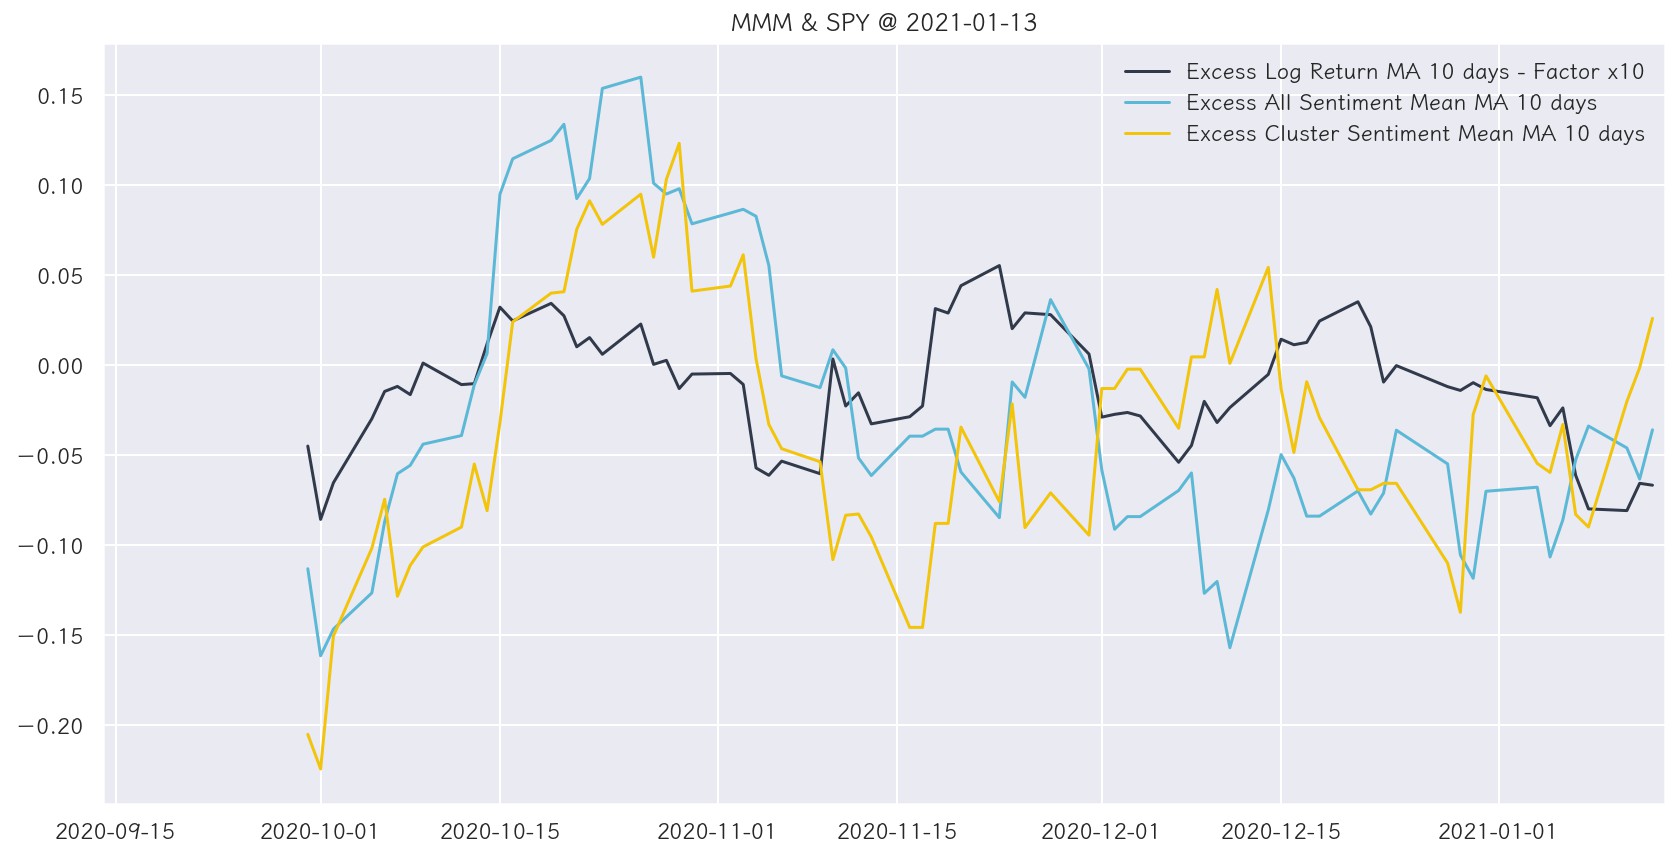 MMM & SPY @ 2021-01-13
Excess Log Return MA 10 days - Factor x10
Excess All Sentiment Mean MA 10 days
Excess Cluster Sentiment Mean MA 10 days
0.15
0.10
0.05
0.00
−0.05
−0.10
−0.15
−0.20
2020-09-15 2020-10-01 2020-10-15 2020-11-01 2020-11-15 2020-12-01 2020-12-15 2021-01-01